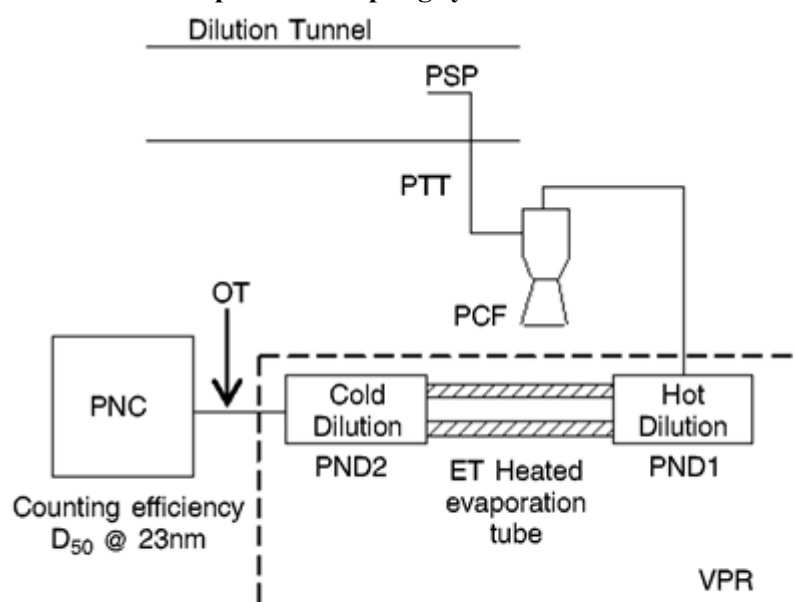 Dilution Tunnel
PSP
PTT
PCF
OT
PNC
Cold
Dilution
Hot
Dilution
PND2
ET Heated
evaporation
tube
PND1
Counting efficiency
D₅₀ @ 23nm
VPR